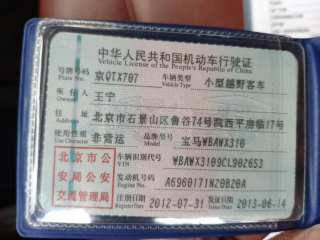 中华人民共和国机动车行驶证
Vehicle License of the People's Republic of China
号牌号码 京Q1X707 车辆类型 小型越野客车
Plate No. Vehicle Type
所有人 王宁
Owner
住址 北京市石景山区鲁谷74号院西平房临17号
Address
使用性质 非营运 品牌型号 宝马WBAWX310
Use Character Model
北京市公安局公安交通管理局
车辆识别代号 WBAWX3109CL902653
VIN
发动机号码 A6960171N20B20A
Engine No.
注册日期 2012-07-31 发证日期 2013-06-14
Register Date Issue Date